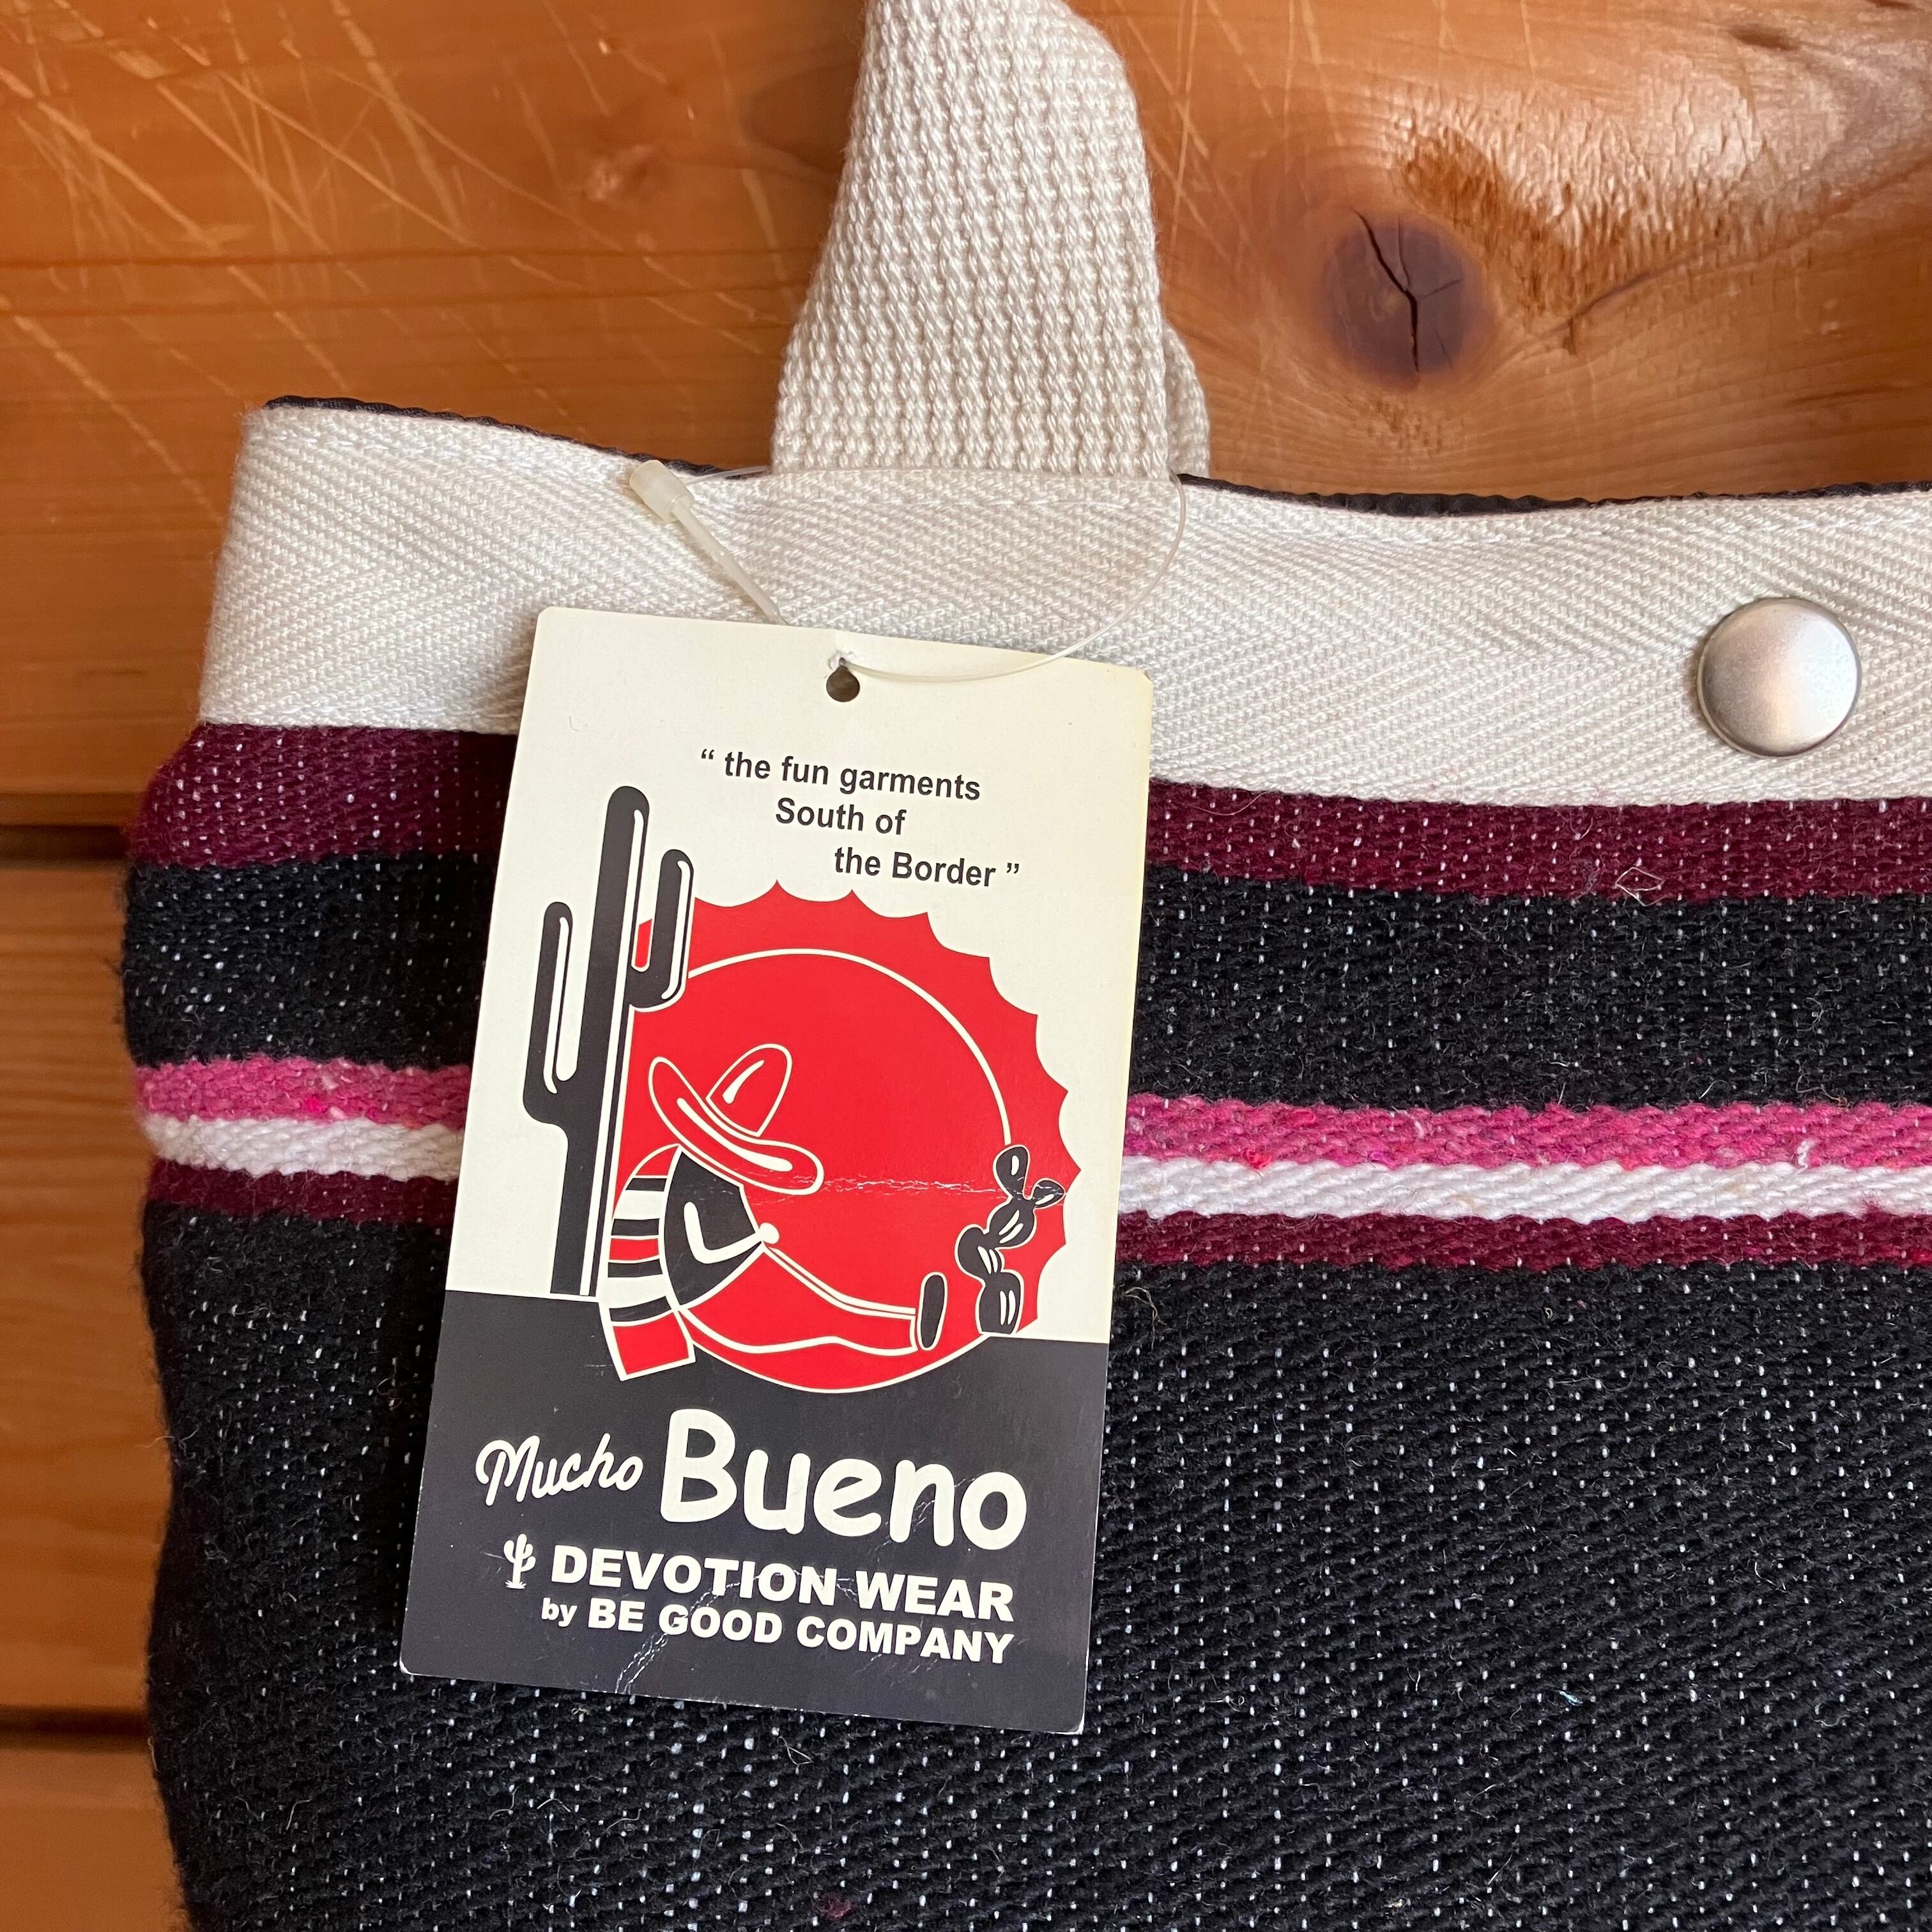 “ the fun garments
South of
the Border ”
Mucho Bueno
DEVOTION WEAR
by BE GOOD COMPANY